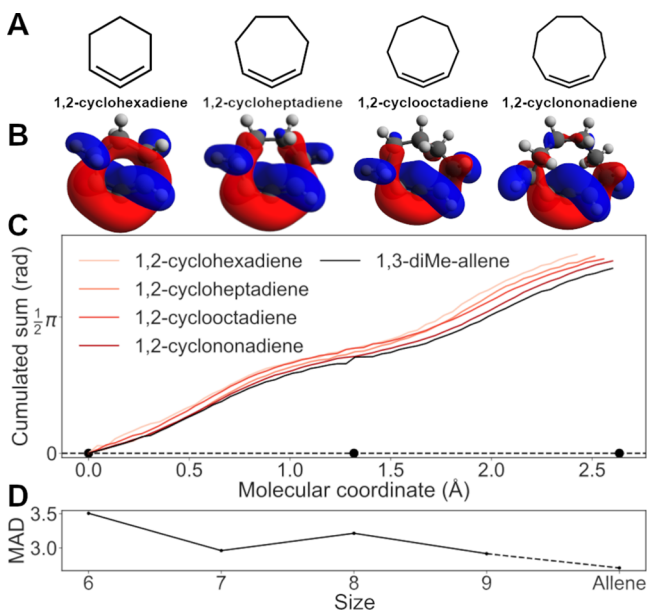 A
1,2-cyclohexadiene 1,2-cycloheptadiene 1,2-cyclooctadiene 1,2-cyclononadiene
B
C
Cumulated sum (rad)
1,2-cyclohexadiene 1,3-diMe-allene
1,2-cycloheptadiene
1,2-cyclooctadiene
1,2-cyclononadiene
½π
0
0.0 0.5 1.0 1.5 2.0 2.5
Molecular coordinate (Å)
D
MAD
3.5
3.0
6 7 8 9 Allene
Size